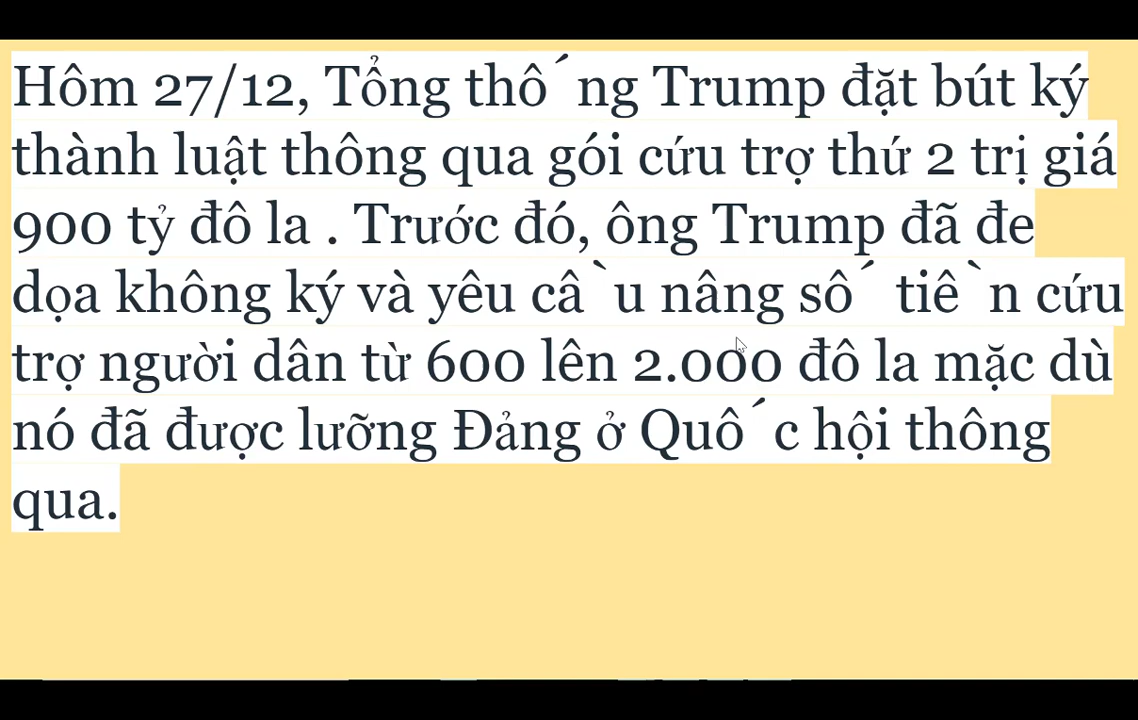 Hôm 27/12, Tổng thống Trump đặt bút ký
thành luật thông qua gói cứu trợ thứ 2 trị giá
900 tỷ đô la . Trước đó, ông Trump đã đe
dọa không ký và yêu cầu nâng số tiền cứu
trợ người dân từ 600 lên 2.000 đô la mặc dù
nó đã được lưỡng Đảng ở Quốc hội thông
qua.